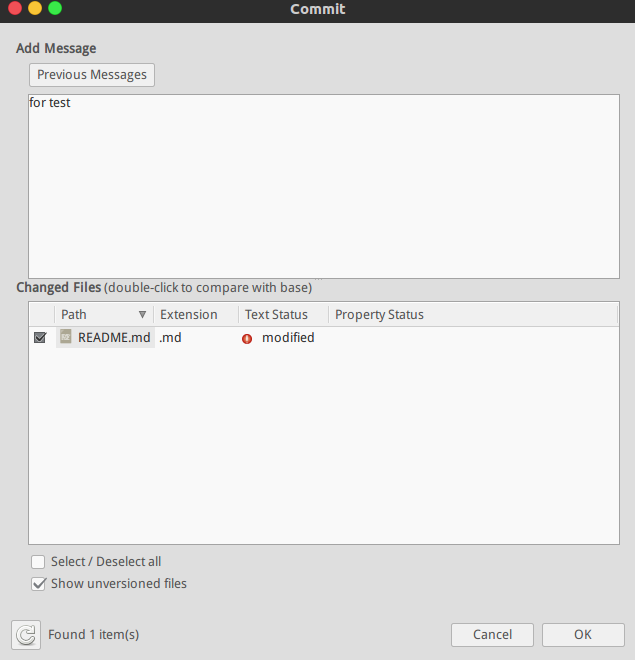 Commit
Add Message
Previous Messages
for test
Changed Files (double-click to compare with base)
Path Extension Text Status Property Status
README.md .md modified
Select / Deselect all
Show unversioned files
Found 1 item(s) Cancel OK